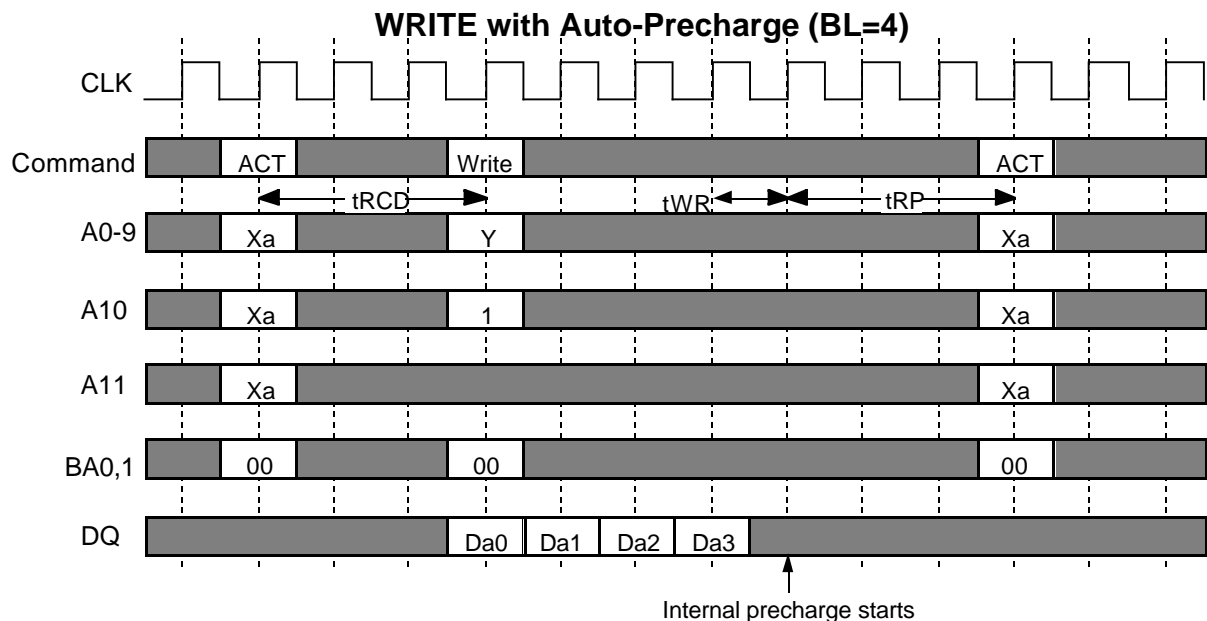 WRITE with Auto-Precharge (BL=4)
CLK
Command ACT Write ACT
tRCD tWR tRP
A0-9 Xa Y Xa
A10 Xa 1 Xa
A11 Xa Xa
BA0,1 00 00 00
DQ Da0 Da1 Da2 Da3
Internal precharge starts